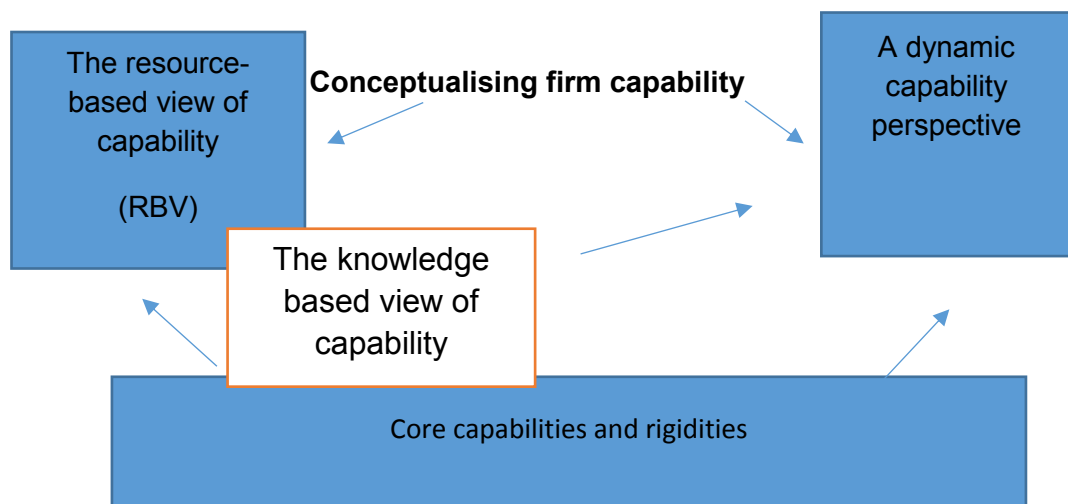 The resource-
based view of
capability
(RBV)
Conceptualising firm capability
A dynamic
capability
perspective
The knowledge
based view of
capability
Core capabilities and rigidities